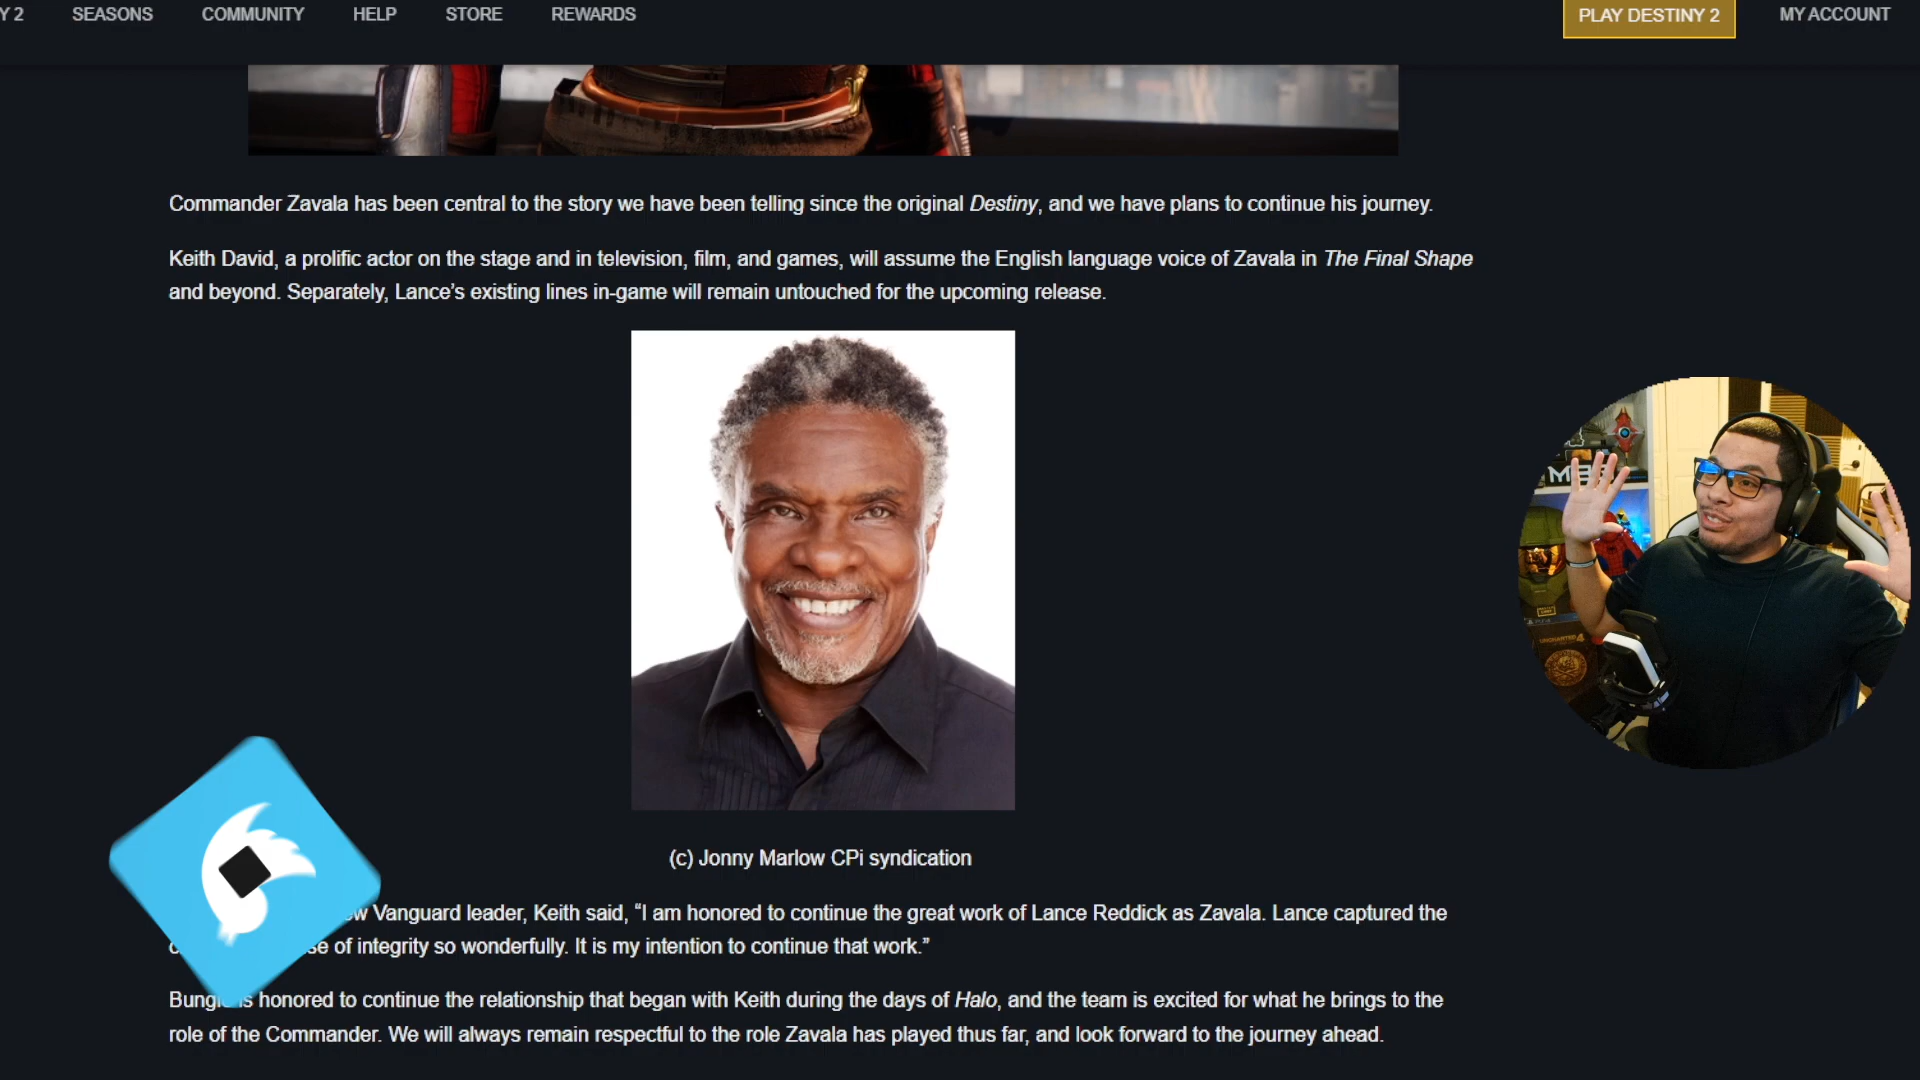 Y 2 SEASONS COMMUNITY HELP STORE REWARDS PLAY DESTINY 2 MY ACCOUNT
Commander Zavala has been central to the story we have been telling since the original Destiny, and we have plans to continue his journey.
Keith David, a prolific actor on the stage and in television, film, and games, will assume the English language voice of Zavala in The Final Shape
and beyond. Separately, Lance’s existing lines in-game will remain untouched for the upcoming release.
UNCHARTED 4
(c) Jonny Marlow CPi syndication
w Vanguard leader, Keith said, “I am honored to continue the great work of Lance Reddick as Zavala. Lance captured the
se of integrity so wonderfully. It is my intention to continue that work.”
Bungie is honored to continue the relationship that began with Keith during the days of Halo, and the team is excited for what he brings to the
role of the Commander. We will always remain respectful to the role Zavala has played thus far, and look forward to the journey ahead.